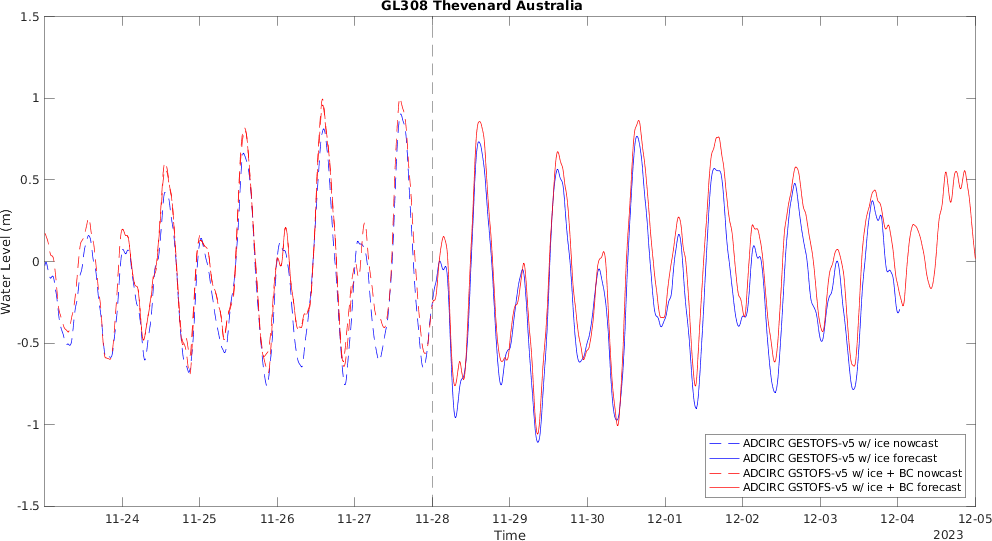 GL308 Thevenard Australia
1.5
1
0.5
0
-0.5
-1
-1.5
Water Level (m)
11-24
11-25
11-26
11-27
11-28
11-29
11-30
12-01
12-02
12-03
12-04
12-05
Time
2023
ADCIRC GESTOFS-v5 w/ ice nowcast
ADCIRC GESTOFS-v5 w/ ice forecast
ADCIRC GSTOFS-v5 w/ ice + BC nowcast
ADCIRC GSTOFS-v5 w/ ice + BC forecast